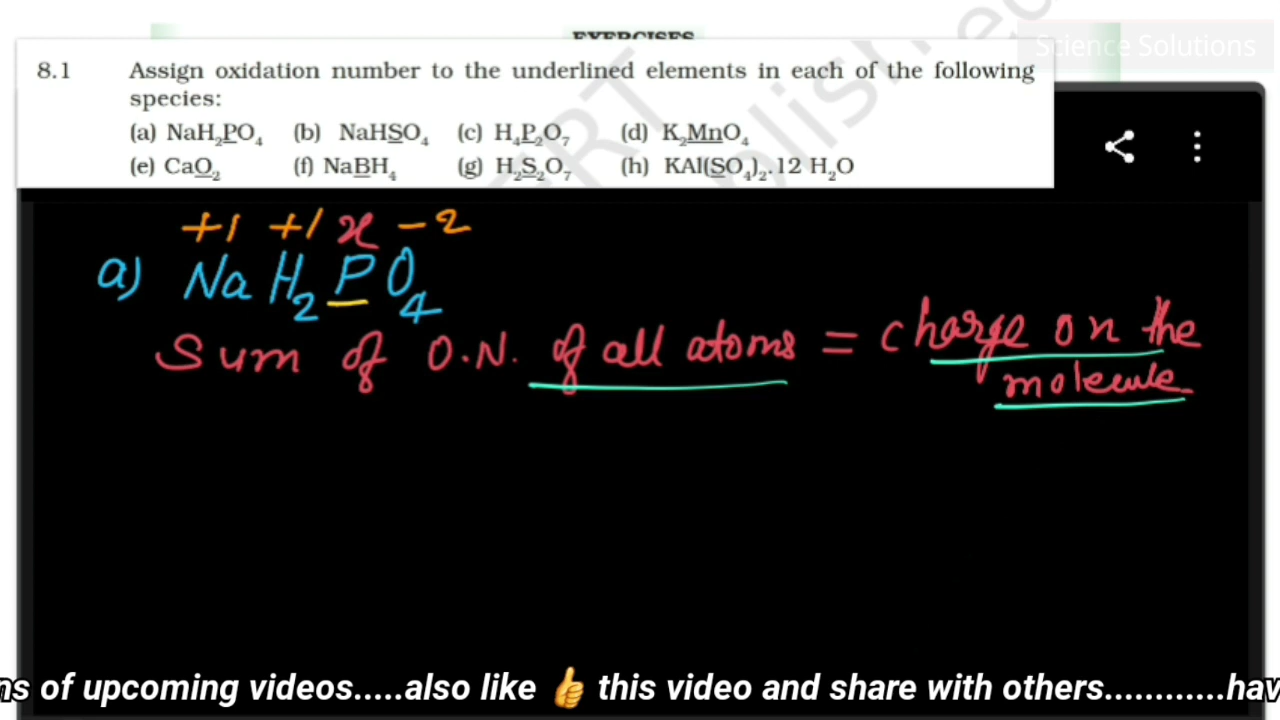 EXERCISES
Science Solutions
8.1 Assign oxidation number to the underlined elements in each of the following
species:
(a) NaH₂PO₄ (b) NaHSO₄ (c) H₄P₂O₇ (d) K₂MnO₄
(e) CaO₂ (f) NaBH₄ (g) H₂S₂O₇ (h) KAl(SO₄)₂.12 H₂O
+1 +1 x -2
a) NaH₂PO₄
Sum of O.N. of all atoms = charge on the
molecule
ns of upcoming videos.....also like 👍 this video and share with others............hav